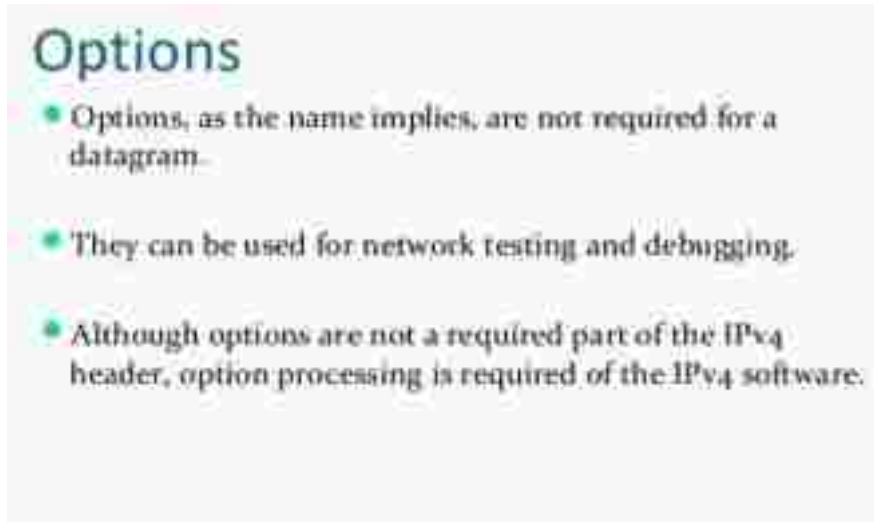 Options
Options, as the name implies, are not required for a
datagram.
They can be used for network testing and debugging.
Although options are not a required part of the IPv4
header, option processing is required of the IPv4 software.